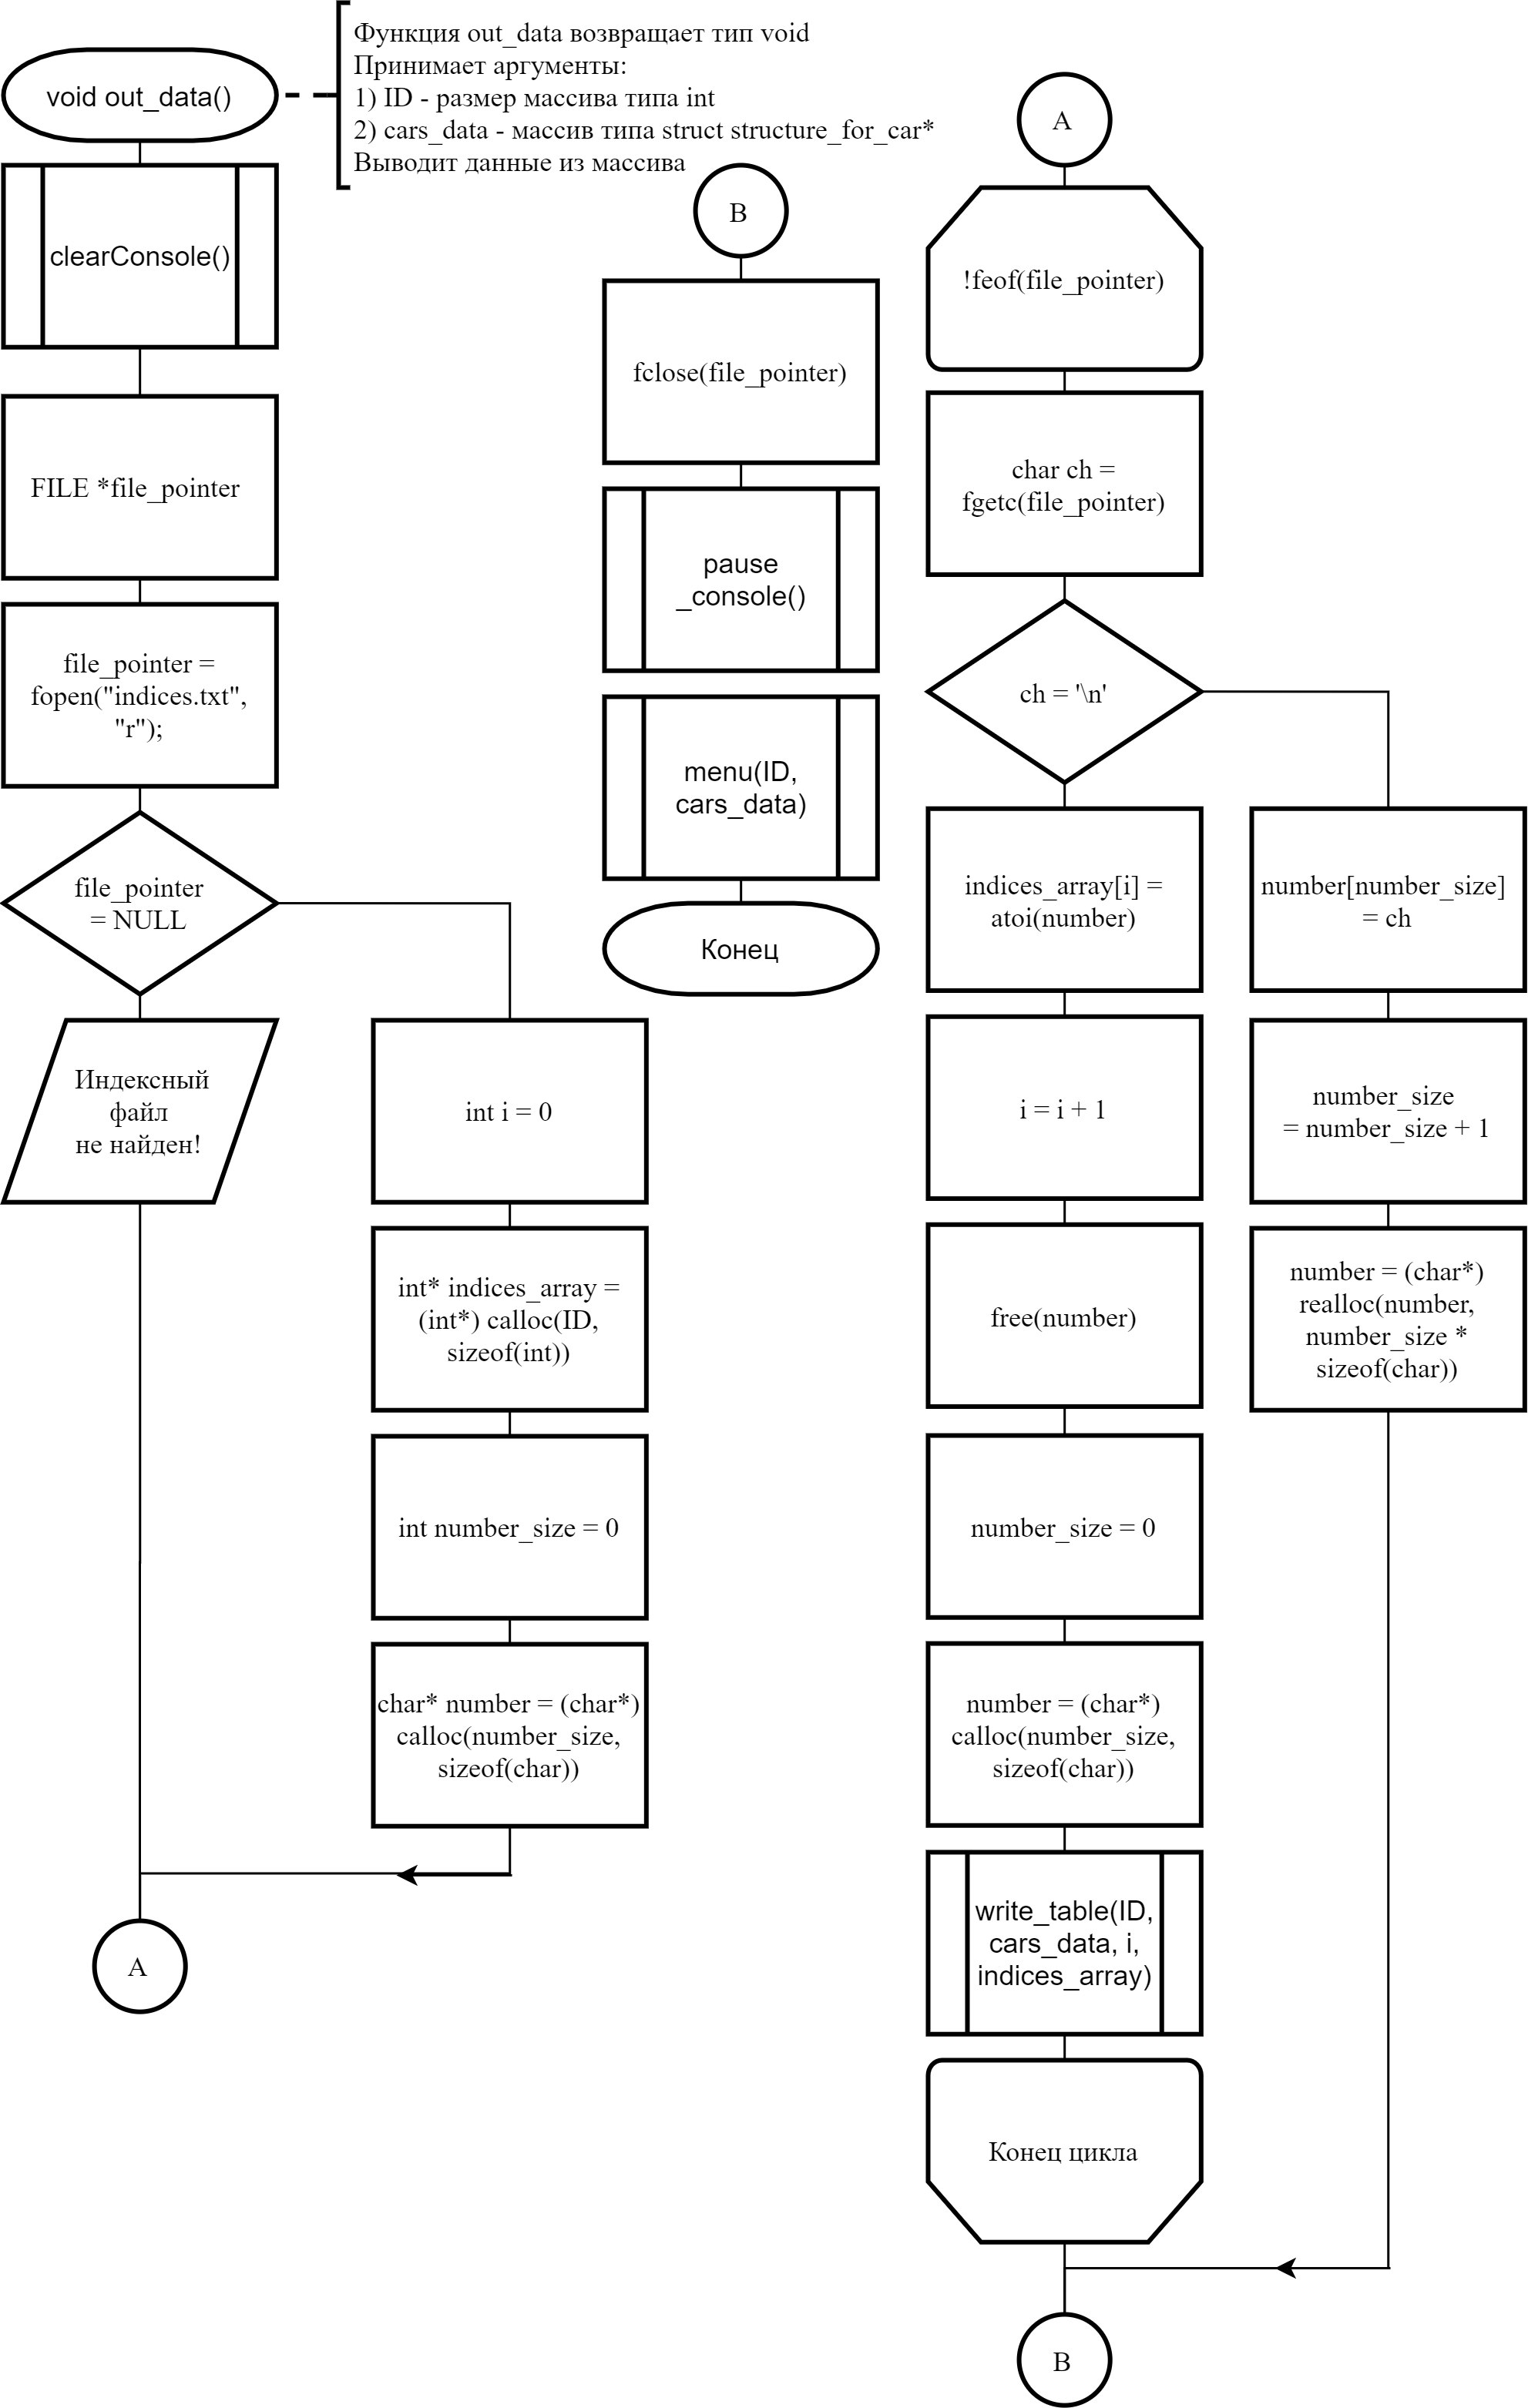 void out_data()
Функция out_data возвращает тип void
Принимает аргументы:
1) ID - размер массива типа int
2) cars_data - массив типа struct structure_for_car*
Выводит данные из массива
clearConsole()
FILE *file_pointer
file_pointer =
fopen("indices.txt",
"r");
file_pointer
= NULL
Индексный
файл
не найден!
int i = 0
int* indices_array =
(int*) calloc(ID,
sizeof(int))
int number_size = 0
char* number = (char*)
calloc(number_size,
sizeof(char))
A
A
!feof(file_pointer)
char ch =
fgetc(file_pointer)
ch = '\n'
indices_array[i] =
atoi(number)
i = i + 1
free(number)
number_size = 0
number = (char*)
calloc(number_size,
sizeof(char))
write_table(ID,
cars_data, i,
indices_array)
Конец цикла
number[number_size]
= ch
number_size
= number_size + 1
number = (char*)
realloc(number,
number_size *
sizeof(char))
B
B
fclose(file_pointer)
pause
_console()
menu(ID,
cars_data)
Конец